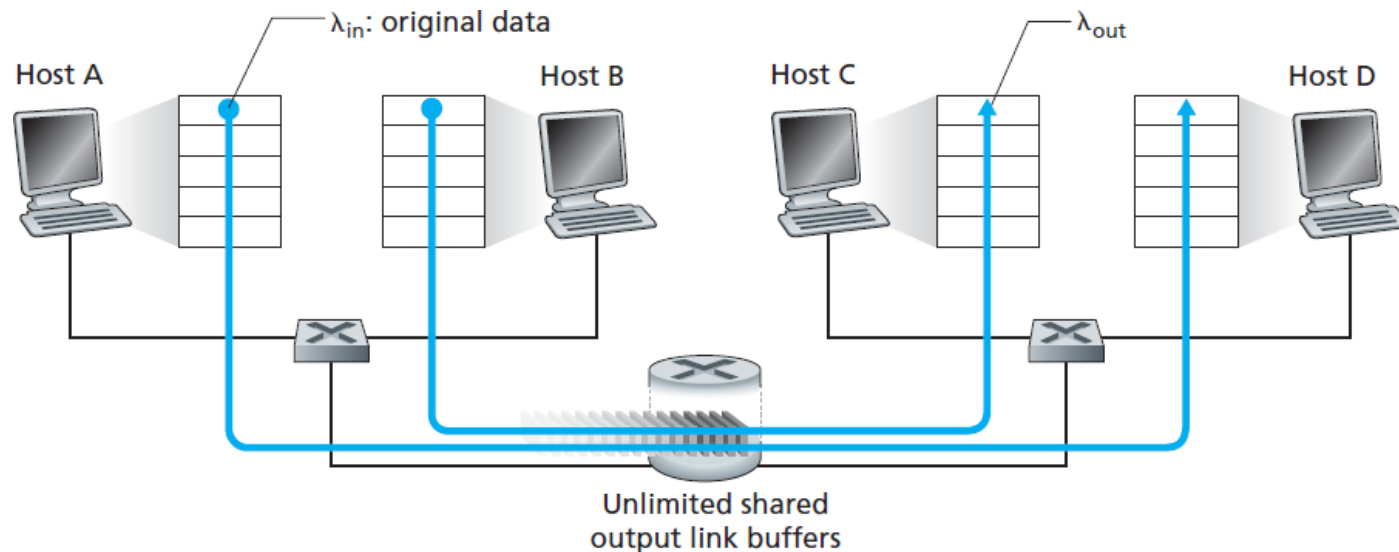 λin: original data
λout
Host A
Host B
Host C
Host D
Unlimited shared
output link buffers